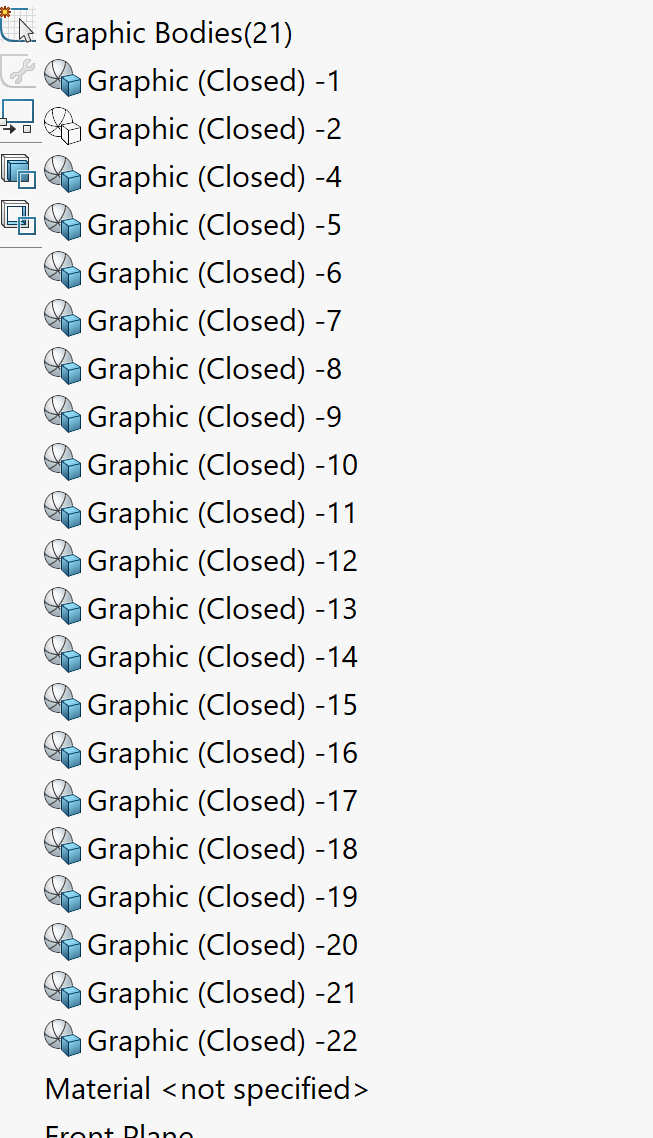 Graphic Bodies(21)
Graphic (Closed) -1
Graphic (Closed) -2
Graphic (Closed) -4
Graphic (Closed) -5
Graphic (Closed) -6
Graphic (Closed) -7
Graphic (Closed) -8
Graphic (Closed) -9
Graphic (Closed) -10
Graphic (Closed) -11
Graphic (Closed) -12
Graphic (Closed) -13
Graphic (Closed) -14
Graphic (Closed) -15
Graphic (Closed) -16
Graphic (Closed) -17
Graphic (Closed) -18
Graphic (Closed) -19
Graphic (Closed) -20
Graphic (Closed) -21
Graphic (Closed) -22
Material <not specified>
Front Plane